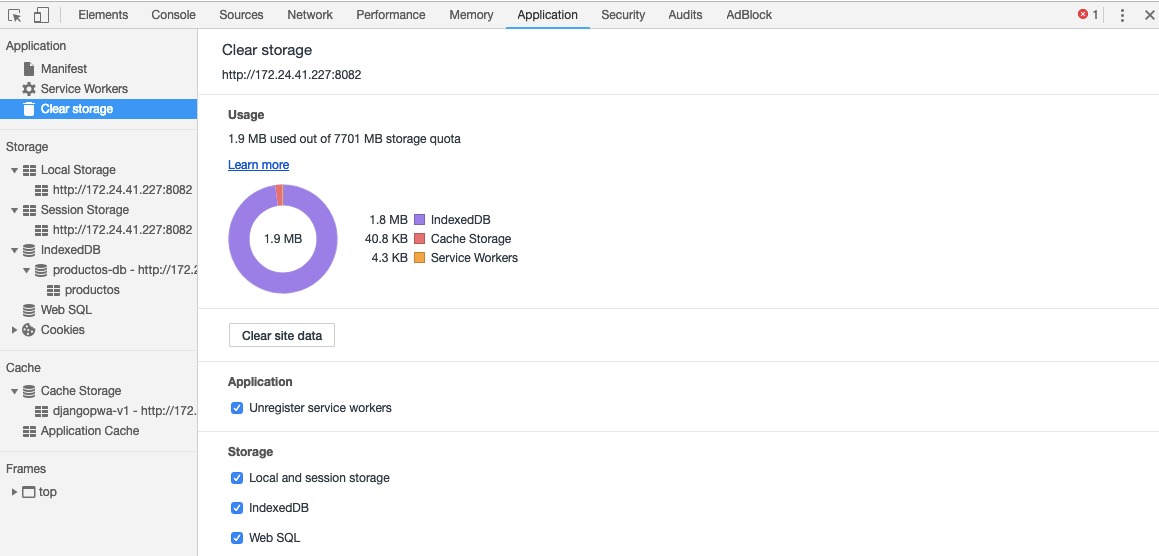 Elements Console Sources Network Performance Memory Application Security Audits AdBlock 1
Application
Manifest
Service Workers
Clear storage
Storage
Local Storage
http://172.24.41.227:8082
Session Storage
http://172.24.41.227:8082
IndexedDB
productos-db - http://172.2
productos
Web SQL
Cookies
Cache
Cache Storage
djangopwa-v1 - http://172.
Application Cache
Frames
top
Clear storage
http://172.24.41.227:8082
Usage
1.9 MB used out of 7701 MB storage quota
Learn more
1.9 MB
1.8 MB IndexedDB
40.8 KB Cache Storage
4.3 KB Service Workers
Clear site data
Application
Unregister service workers
Storage
Local and session storage
IndexedDB
Web SQL